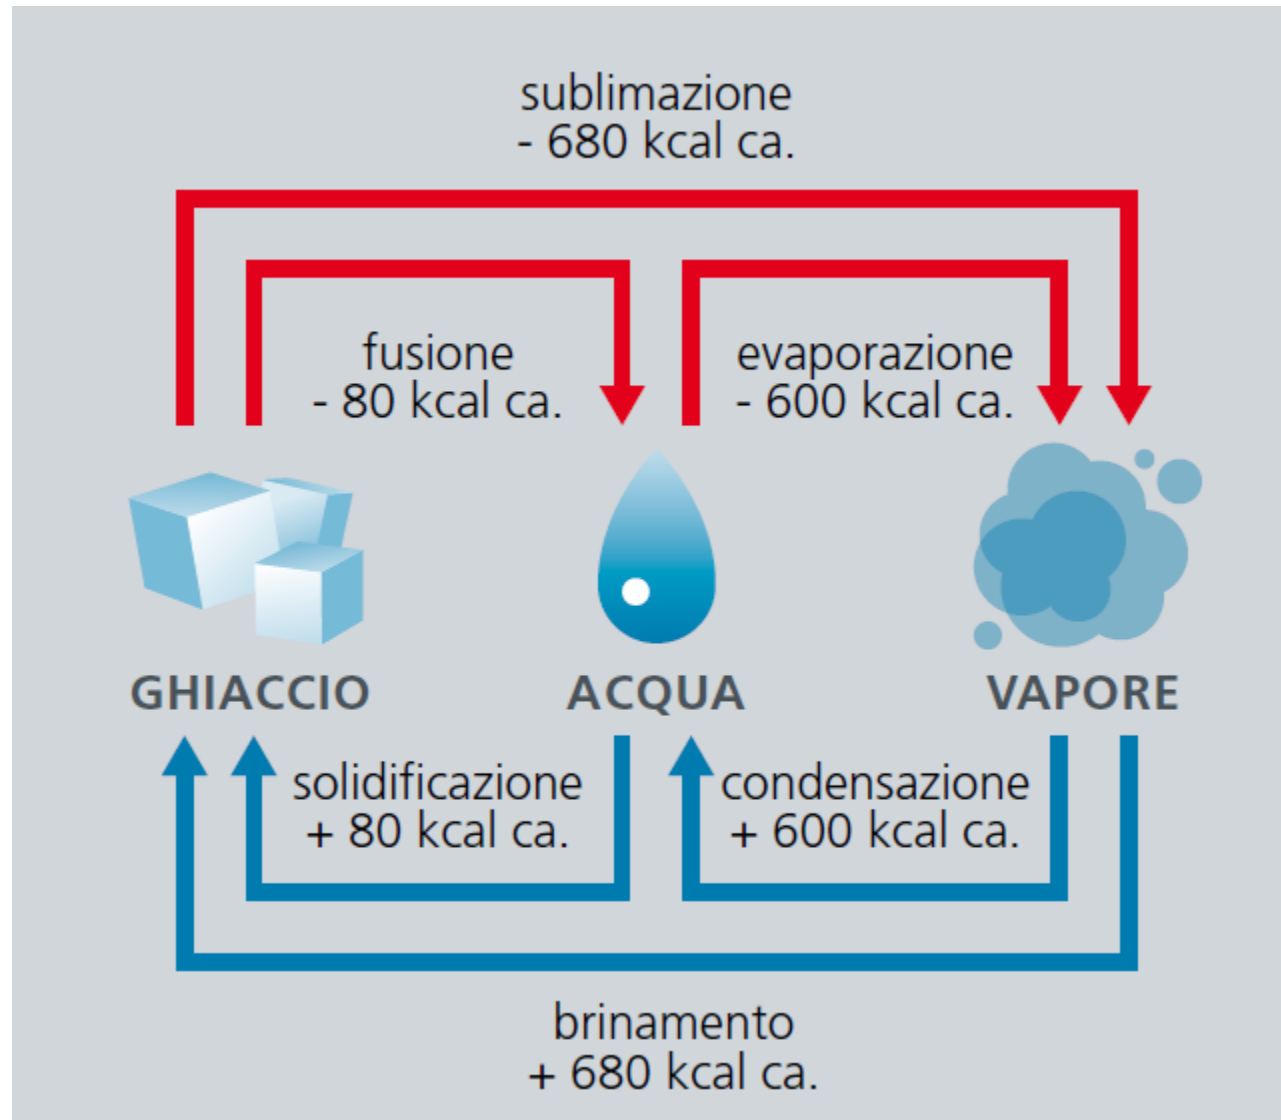 sublimazione
- 680 kcal ca.
fusione
- 80 kcal ca.
evaporazione
- 600 kcal ca.
GHIACCIO
ACQUA
VAPORE
solidificazione
+ 80 kcal ca.
condensazione
+ 600 kcal ca.
brinamento
+ 680 kcal ca.